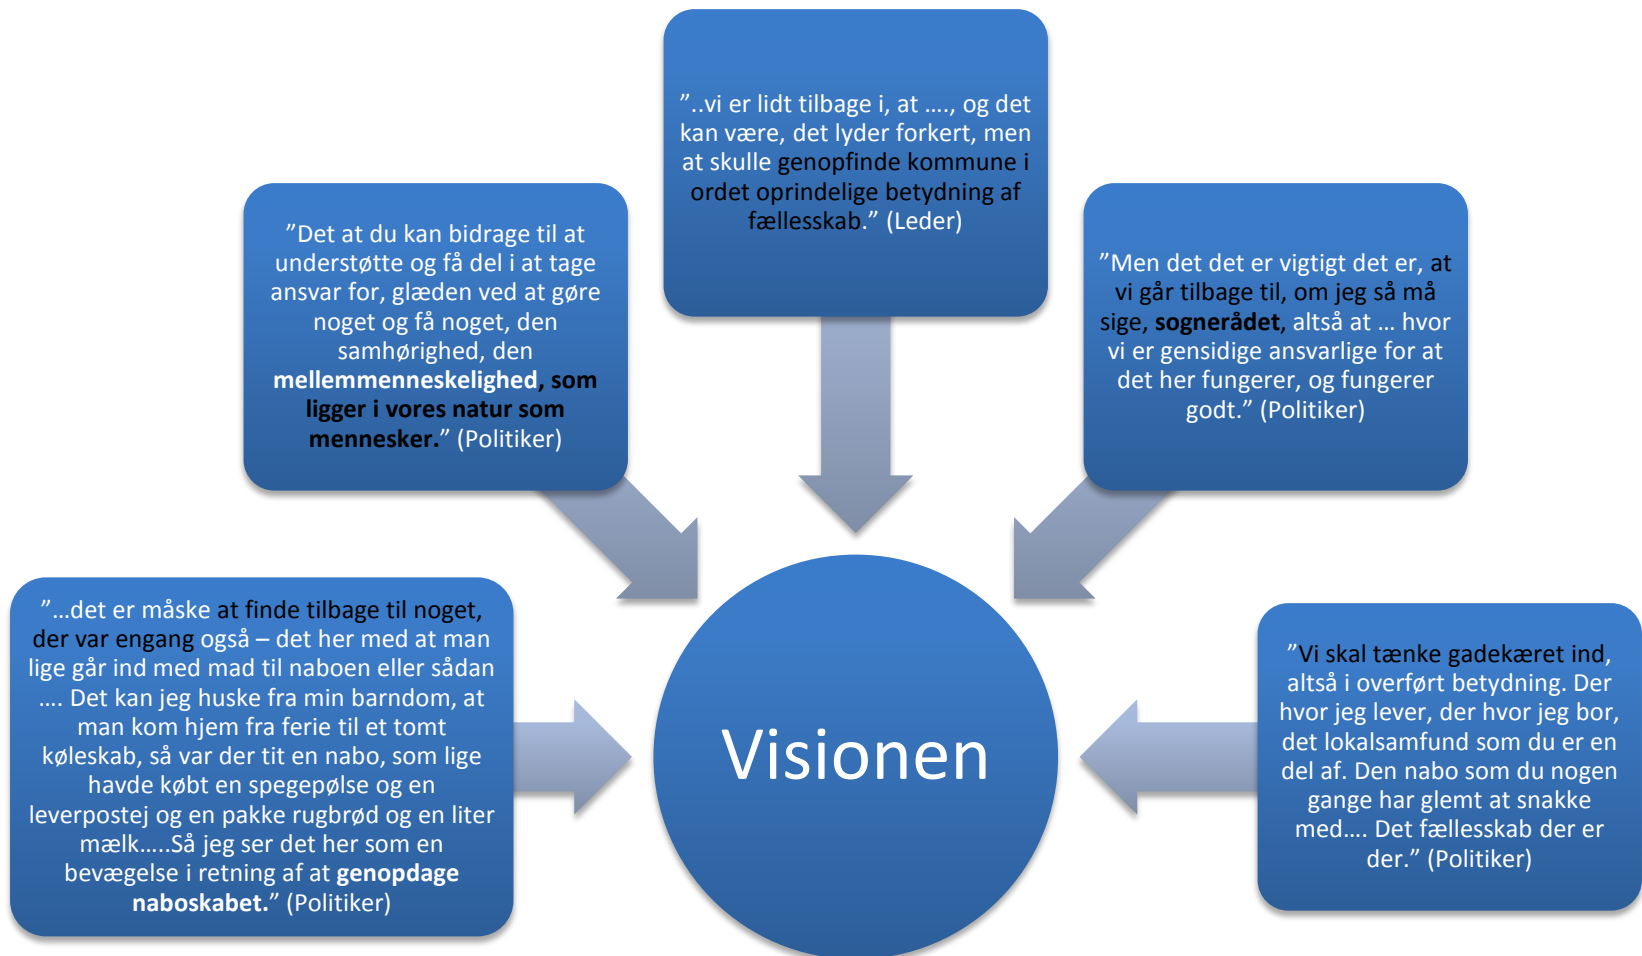 ”..vi er lidt tilbage i, at …., og det
kan være, det lyder forkert, men
at skulle genopfinde kommune i
ordet oprindelige betydning af
fællesskab.” (Leder)
”Det at du kan bidrage til at
understøtte og få del i at tage
ansvar for, glæden ved at gøre
noget og få noget, den
samhørighed, den
mellemmenneskelighed, som
ligger i vores natur som
mennesker.” (Politiker)
”Men det det er vigtigt det er, at
vi går tilbage til, om jeg så må
sige, sognerådet, altså at … hvor
vi er gensidige ansvarlige for at
det her fungerer, og fungerer
godt.” (Politiker)
”…det er måske at finde tilbage til noget,
der var engang også – det her med at man
lige går ind med mad til naboen eller sådan
…. Det kan jeg huske fra min barndom, at
man kom hjem fra ferie til et tomt
køleskab, så var der tit en nabo, som lige
havde købt en spegepølse og en
leverpostej og en pakke rugbrød og en liter
mælk…..Så jeg ser det her som en
bevægelse i retning af at genopdage
naboskabet.” (Politiker)
Visionen
”Vi skal tænke gadekæret ind,
altså i overført betydning. Der
hvor jeg lever, der hvor jeg bor,
det lokalsamfund som du er en
del af. Den nabo som du nogen
gange har glemt at snakke
med…. Det fællesskab der er
der.” (Politiker)